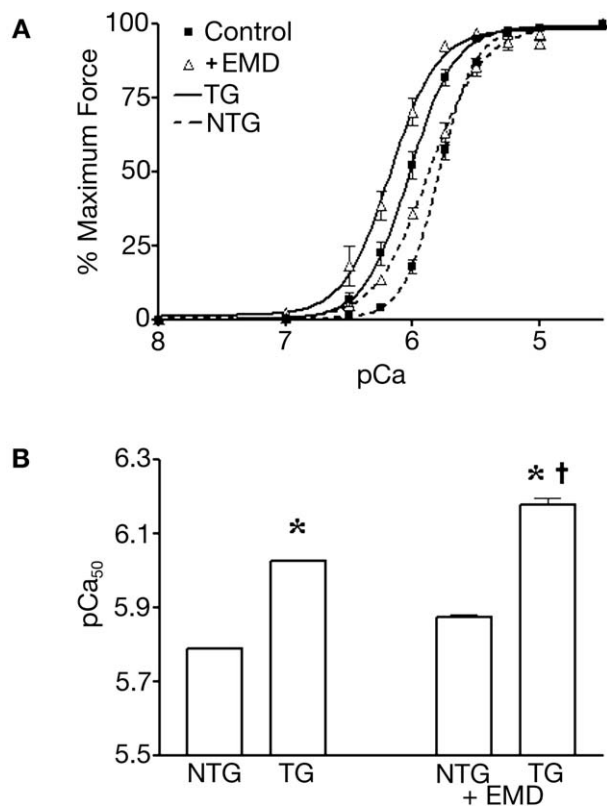 A
% Maximum Force
100
75
50
25
0
Control
+EMD
TG
NTG
8 7 6 5
pCa
B
pCa50
6.3
6.1
5.9
5.7
5.5
*
* †
NTG TG NTG TG
+ EMD